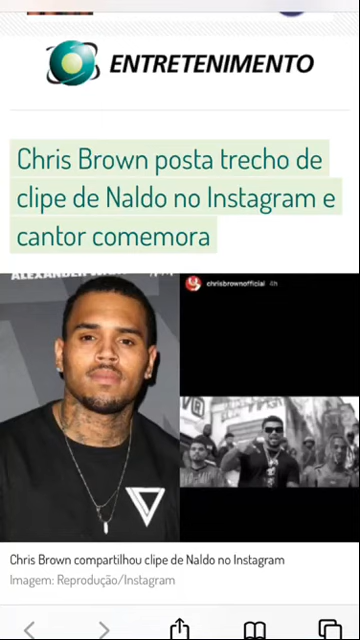 ENTRETENIMENTO
Chris Brown posta trecho de
clipe de Naldo no Instagram e
cantor comemora
chrisbrownofficial 4h
Chris Brown compartilhou clipe de Naldo no Instagram
Imagem: Reprodução/Instagram